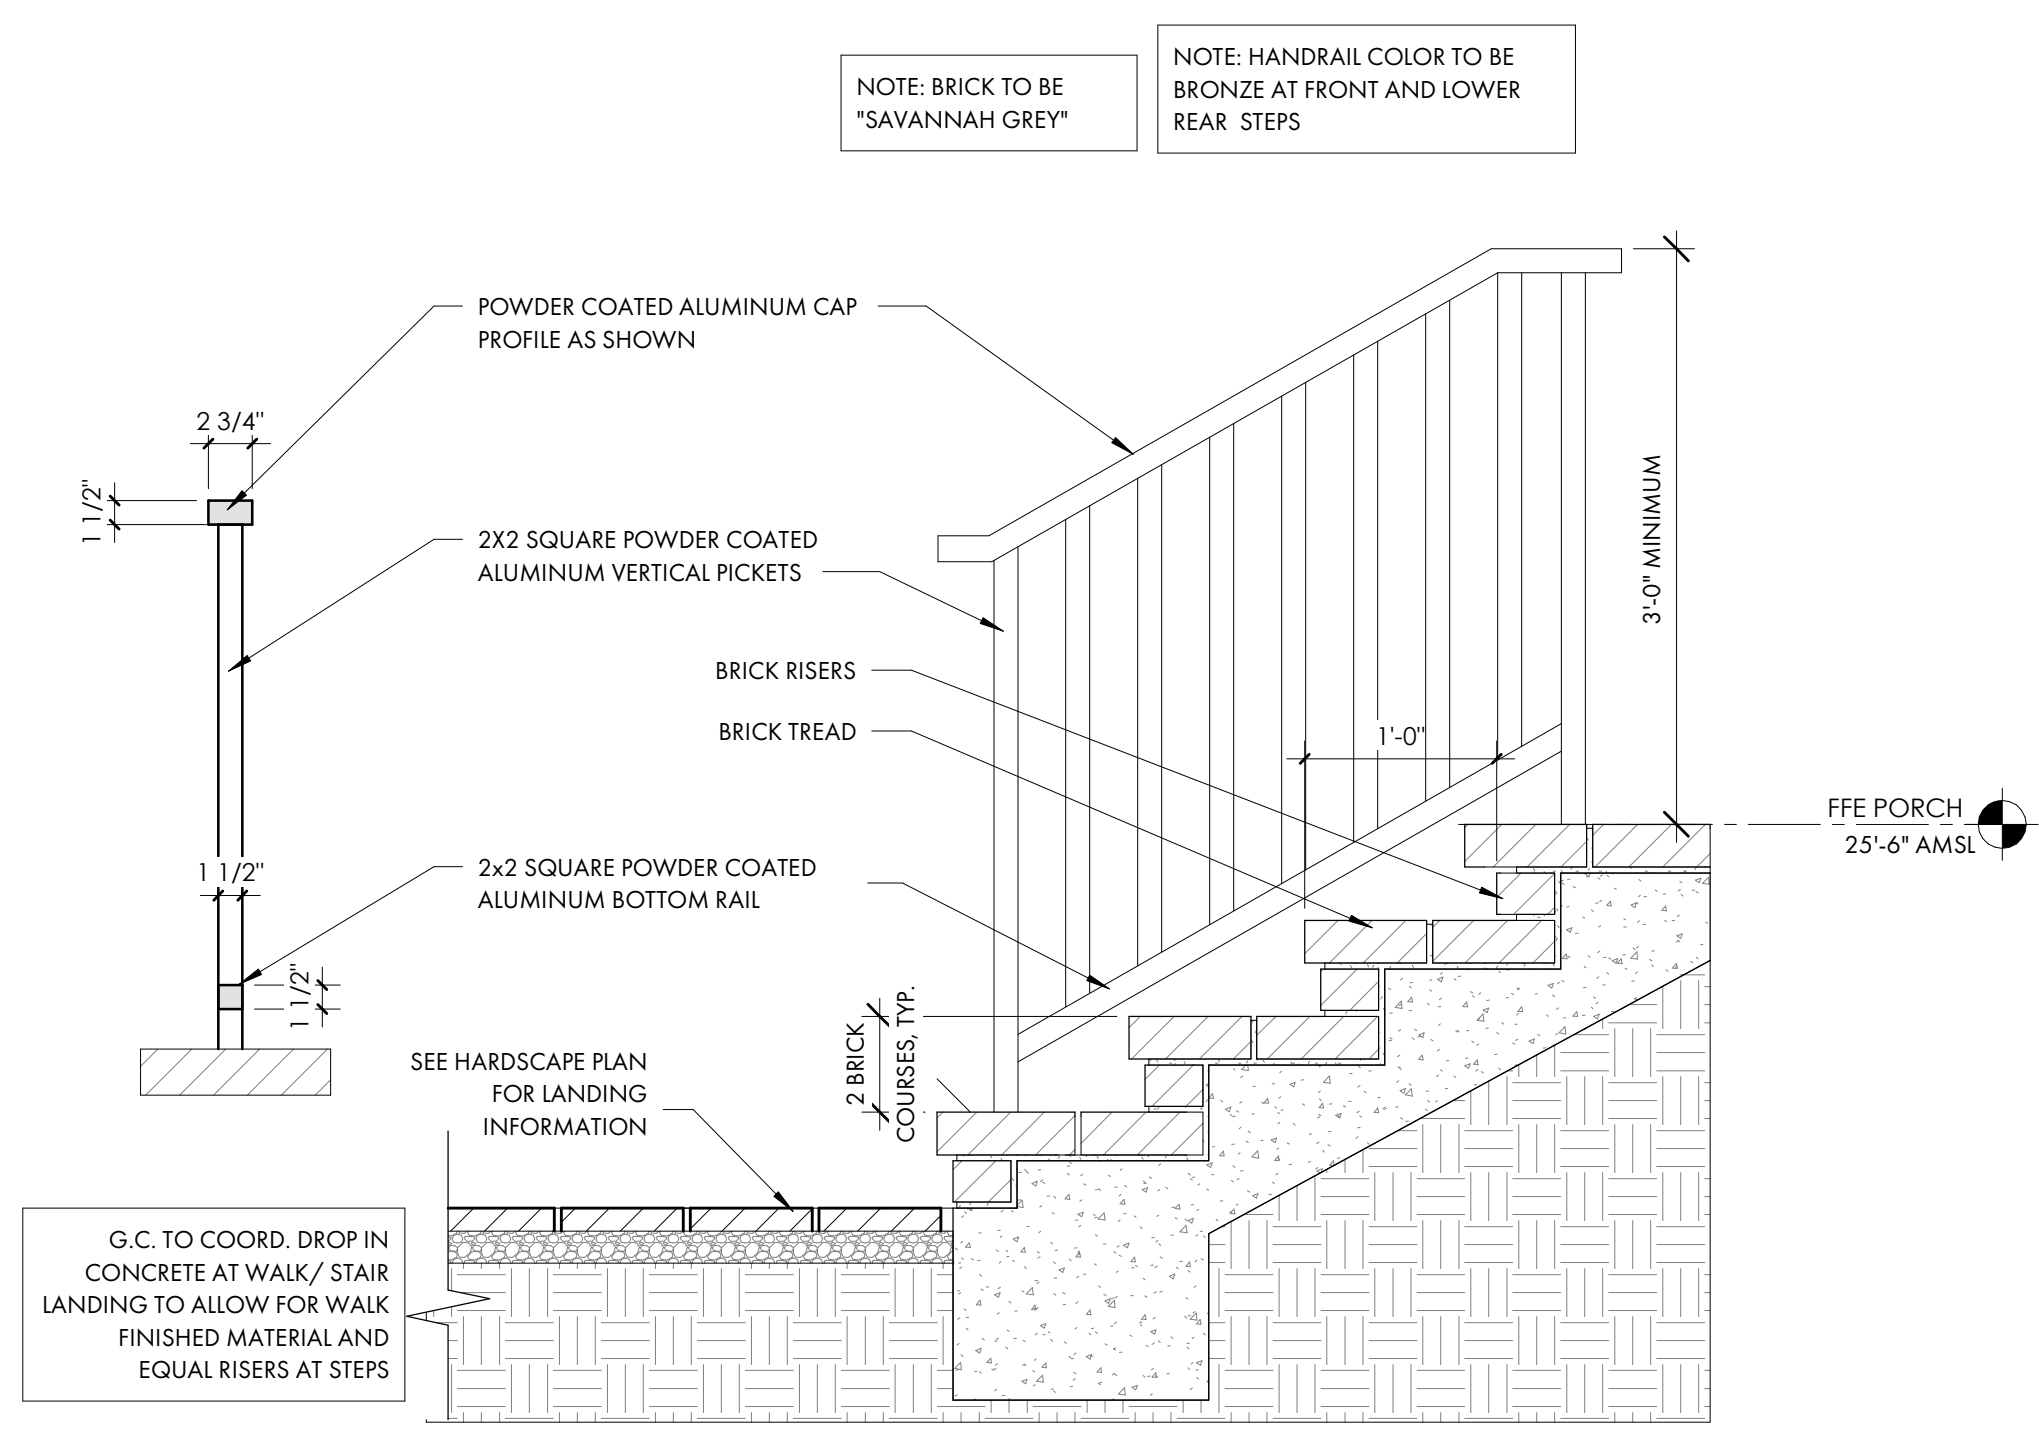 NOTE: BRICK TO BE
"SAVANNAH GREY"
NOTE: HANDRAIL COLOR TO BE
BRONZE AT FRONT AND LOWER
REAR STEPS
POWDER COATED ALUMINUM CAP
PROFILE AS SHOWN
2 3/4"
1 1/2"
2X2 SQUARE POWDER COATED
ALUMINUM VERTICAL PICKETS
3'-0" MINIMUM
BRICK RISERS
BRICK TREAD
1'-0"
FFE PORCH
25'-6" AMSL
1 1/2"
2x2 SQUARE POWDER COATED
ALUMINUM BOTTOM RAIL
1 1/2"
2 BRICK
COURSES, TYP.
SEE HARDSCAPE PLAN
FOR LANDING
INFORMATION
G.C. TO COORD. DROP IN
CONCRETE AT WALK/ STAIR
LANDING TO ALLOW FOR WALK
FINISHED MATERIAL AND
EQUAL RISERS AT STEPS